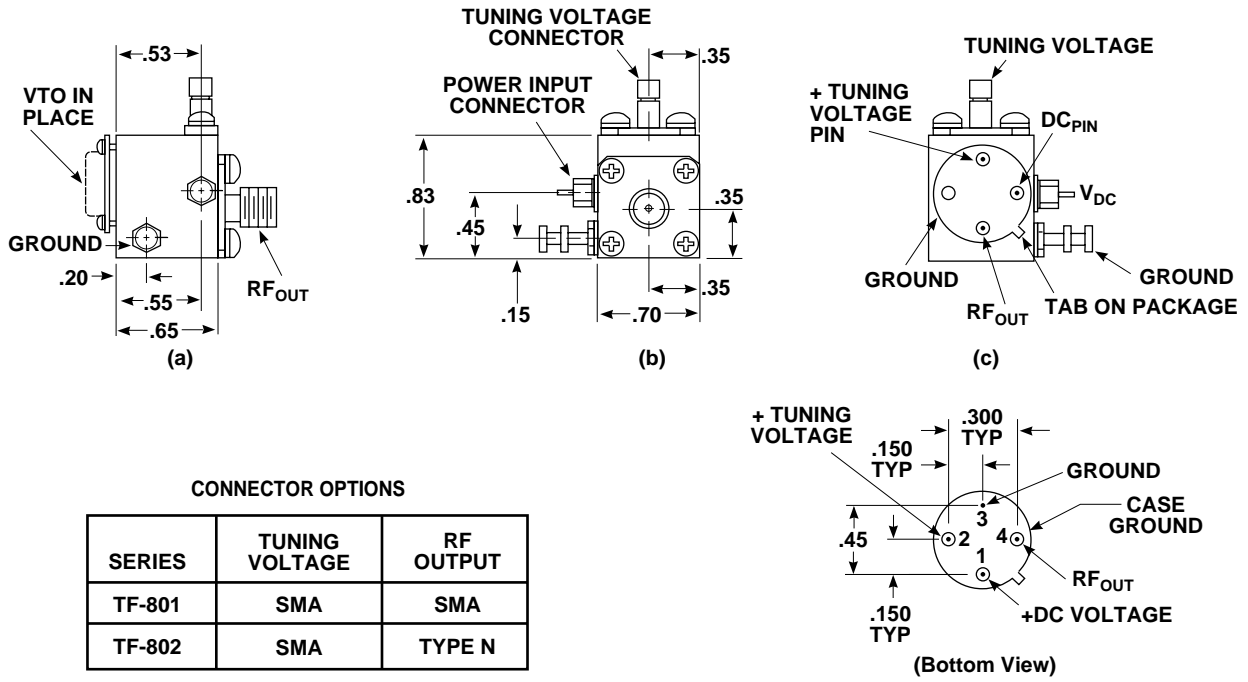 .53
VTO IN
PLACE
GROUND
.20
.55
.65
RFOUT
(a)
TUNING VOLTAGE
CONNECTOR
.35
POWER INPUT
CONNECTOR
.83
.45
.15
.35
.35
.70
(b)
TUNING VOLTAGE
+ TUNING
VOLTAGE
PIN
DCPIN
VDC
GROUND
GROUND
TAB ON PACKAGE
RFOUT
(c)
CONNECTOR OPTIONS
SERIES TUNING VOLTAGE RF OUTPUT
TF-801 SMA SMA
TF-802 SMA TYPE N
+ TUNING
VOLTAGE
.300
TYP
.150
TYP
GROUND
CASE
GROUND
3
.45
2
4
1
RFOUT
.150
TYP
+DC VOLTAGE
(Bottom View)